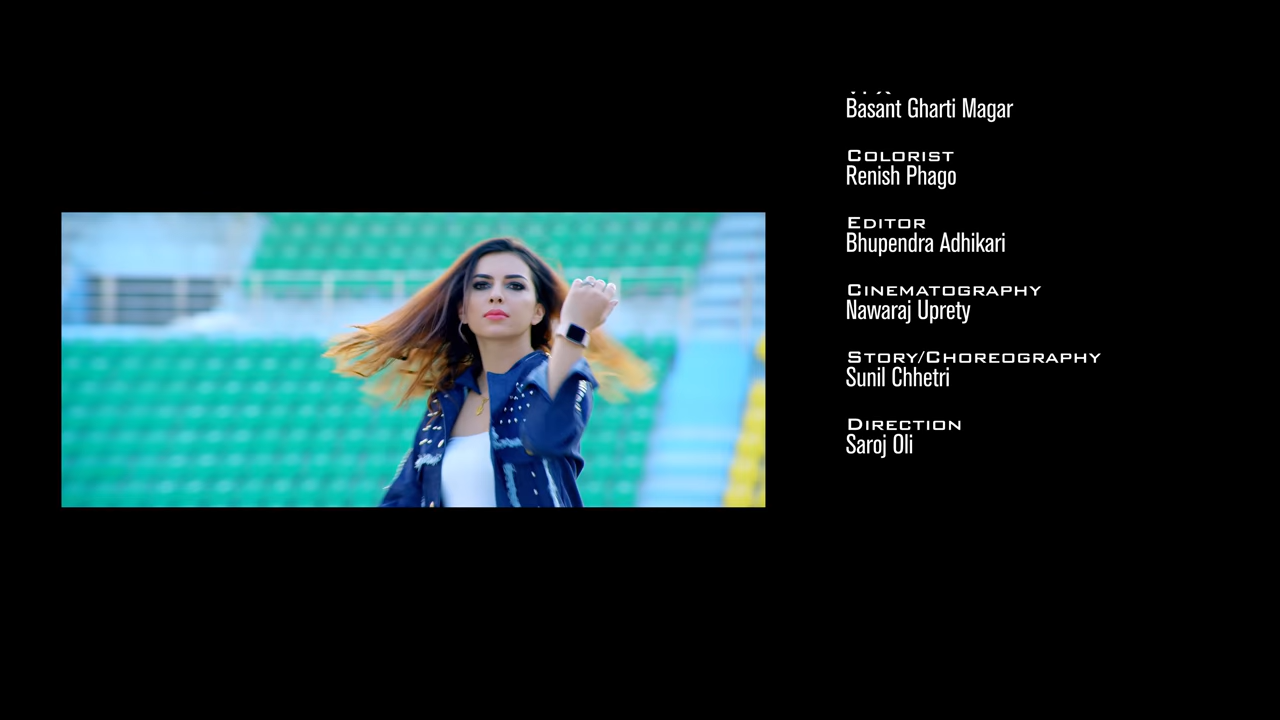 Basant Gharti Magar
Colorist
Renish Phago
Editor
Bhupendra Adhikari
Cinematography
Nawaraj Uprety
Story/Choreography
Sunil Chhetri
Direction
Saroj Oli